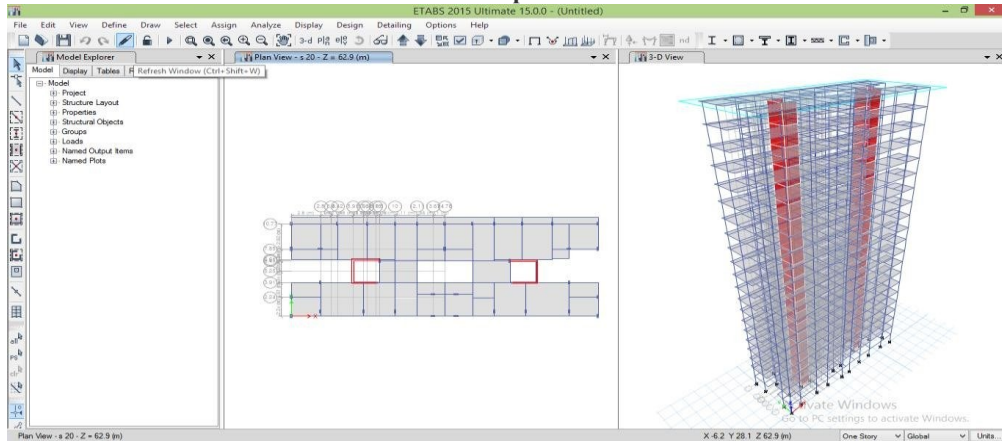 ETABS 2015 Ultimate 15.0.0 - (Untitled)
File Edit View Define Draw Select Assign Analyze Display Design Detailing Options Help
3-d
nd
Model Explorer
Model Display Tables
Refresh Window (Ctrl+Shift+W)
Model
Project
Structure Layout
Properties
Structural Objects
Groups
Loads
Named Output Items
Named Plots
Plan View - s 20 - Z = 62.9 (m)
X
3-D View
Activate Windows
Go to PC settings to activate Windows.
Plan View - s 20 - Z = 62.9 (m)
X -6.2 Y 28.1 Z 62.9 (m)
One Story
Global
Units...